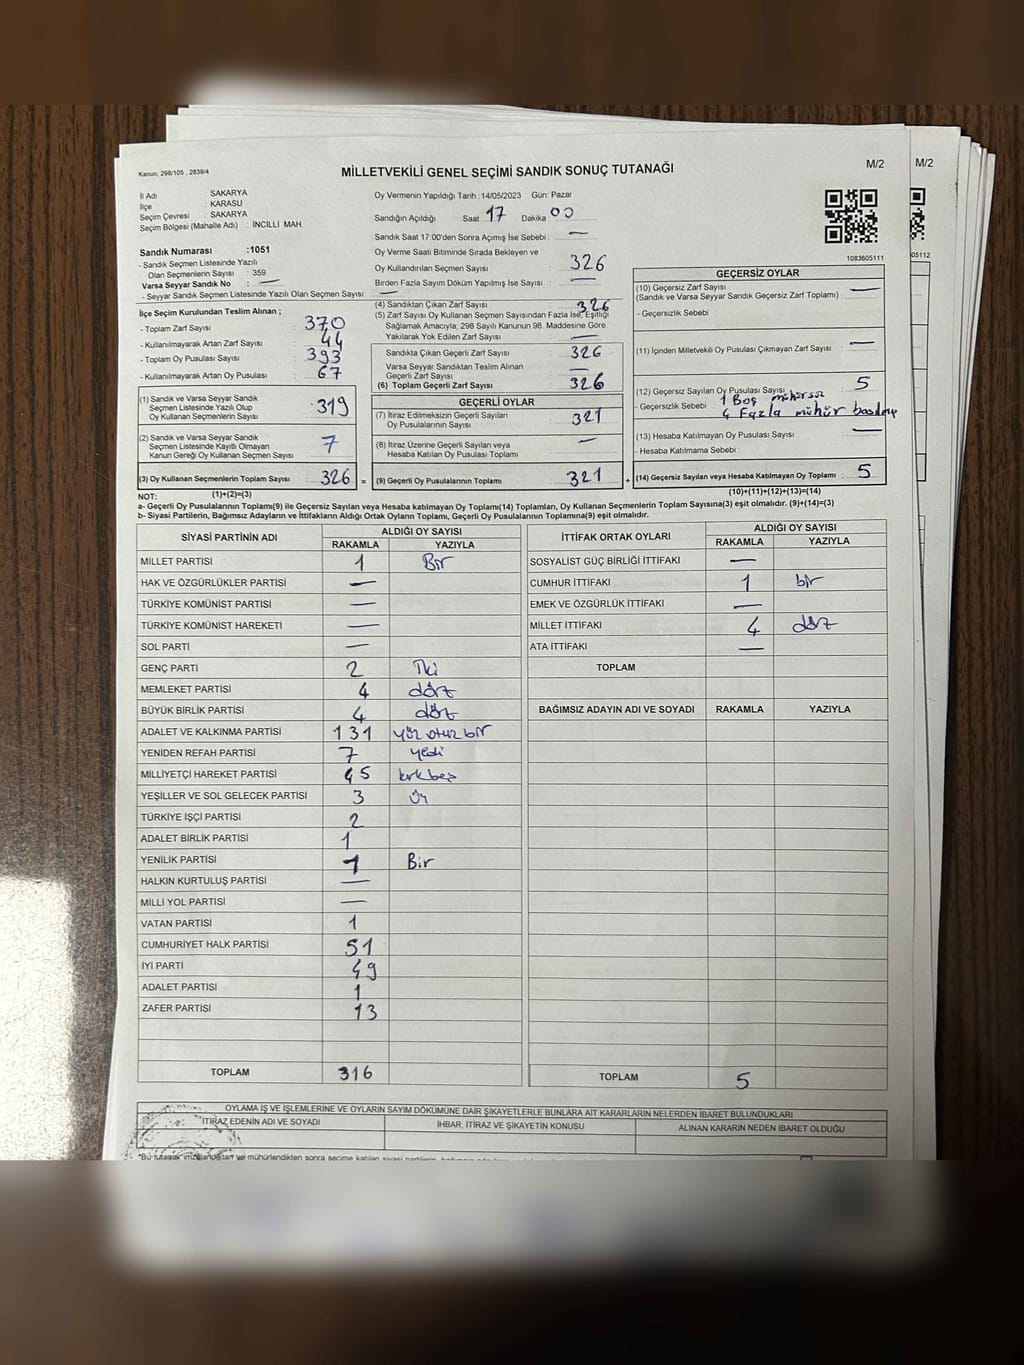 Kanun, 298/105 , 2839/4
MİLLETVEKİLİ GENEL SEÇİMİ SANDIK SONUÇ TUTANAĞI
M/2
M/2
İl Adı : SAKARYA
İlçe : KARASU
Seçim Çevresi : SAKARYA
Seçim Bölgesi (Mahalle Adı) : İNCİLLİ MAH.
Sandık Numarası :1051
- Sandık Seçmen Listesinde Yazılı
Olan Seçmenlerin Sayısı : 359
Varsa Seyyar Sandık No : —
- Seyyar Sandık Seçmen Listesinde Yazılı Olan Seçmen Sayısı: —
İlçe Seçim Kurulundan Teslim Alınan ;
- Toplam Zarf Sayısı : 370
- Kullanılmayarak Artan Zarf Sayısı : 44
- Toplam Oy Pusulası Sayısı : 393
- Kullanılmayarak Artan Oy Pusulası : 67
(1) Sandık ve Varsa Seyyar Sandık
Seçmen Listesinde Yazılı Olup
Oy Kullanan Seçmenlerin Sayısı : 319
(2) Sandık ve Varsa Seyyar Sandık
Seçmen Listesinde Kayıtlı Olmayan
Kanun Gereği Oy Kullanan Seçmen Sayısı : 7
(3) Oy Kullanan Seçmenlerin Toplam Sayısı : 326 =
(1)+(2)=(3)
Oy Vermenin Yapıldığı Tarih :14/05/2023 Gün: Pazar
Sandığın Açıldığı Saat 17 Dakika 00
Sandık Saat 17:00'den Sonra Açılmış İse Sebebi : —
Oy Verme Saati Bitiminde Sırada Bekleyen ve
Oy Kullandırılan Seçmen Sayısı : 326
Birden Fazla Sayım Döküm Yapılmış İse Sayısı : —
(4) Sandıktan Çıkan Zarf Sayısı : 326
(5) Zarf Sayısı Oy Kullanan Seçmen Sayısından Fazla İse, Eşitliği
Sağlamak Amacıyla; 298 Sayılı Kanunun 98. Maddesine Göre
Yakılarak Yok Edilen Zarf Sayısı : —
Sandıkta Çıkan Geçerli Zarf Sayısı : 326
Varsa Seyyar Sandıktan Teslim Alınan
Geçerli Zarf Sayısı :
(6) Toplam Geçerli Zarf Sayısı : 326
GEÇERLİ OYLAR
(7) İtiraz Edilmeksizin Geçerli Sayılan
Oy Pusulalarının Sayısı : 321
(8) İtiraz Üzerine Geçerli Sayılan veya
Hesaba Katılan Oy Pusulası Toplamı : —
(9) Geçerli Oy Pusulalarının Toplamı : 321 +
1083605111
05112
GEÇERSİZ OYLAR
(10) Geçersiz Zarf Sayısı
(Sandık ve Varsa Seyyar Sandık Geçersiz Zarf Toplamı) : —
- Geçersizlik Sebebi :
(11) İçinden Milletvekili Oy Pusulası Çıkmayan Zarf Sayısı : —
(12) Geçersiz Sayılan Oy Pusulası Sayısı : 5
- Geçersizlik Sebebi : 1 Boş mühürsüz
4 Fazla mühür basılmış
(13) Hesaba Katılmayan Oy Pusulası Sayısı : —
- Hesaba Katılmama Sebebi :
(14) Geçersiz Sayılan veya Hesaba Katılmayan Oy Toplamı : 5
(10)+(11)+(12)+(13)=(14)
NOT:
a- Geçerli Oy Pusulalarının Toplamı(9) ile Geçersiz Sayılan veya Hesaba katılmayan Oy Toplamı(14) Toplamları, Oy Kullanan Seçmenlerin Toplam Sayısına(3) eşit olmalıdır. (9)+(14)=(3)
b- Siyasi Partilerin, Bağımsız Adayların ve İttifakların Aldığı Ortak Oyların Toplamı, Geçerli Oy Pusulalarının Toplamına(9) eşit olmalıdır.
SİYASİ PARTİNİN ADI ALDIĞI OY SAYISI
RAKAMLA YAZIYLA
MİLLET PARTİSİ 1 Bir
HAK VE ÖZGÜRLÜKLER PARTİSİ —
TÜRKİYE KOMÜNİST PARTİSİ —
TÜRKİYE KOMÜNİST HAREKETİ —
SOL PARTİ —
GENÇ PARTİ 2 İki
MEMLEKET PARTİSİ 4 dört
BÜYÜK BİRLİK PARTİSİ 4 dört
ADALET VE KALKINMA PARTİSİ 131 yüz otuz bir
YENİDEN REFAH PARTİSİ 7 yedi
MİLLİYETÇİ HAREKET PARTİSİ 45 kırkbeş
YEŞİLLER VE SOL GELECEK PARTİSİ 3 üç
TÜRKİYE İŞÇİ PARTİSİ 2
ADALET BİRLİK PARTİSİ 1
YENİLİK PARTİSİ 1 Bir
HALKIN KURTULUŞ PARTİSİ —
MİLLİ YOL PARTİSİ —
VATAN PARTİSİ 1
CUMHURİYET HALK PARTİSİ 51
İYİ PARTİ 49
ADALET PARTİSİ 1
ZAFER PARTİSİ 13
TOPLAM 316
İTTİFAK ORTAK OYLARI ALDIĞI OY SAYISI
RAKAMLA YAZIYLA
SOSYALİST GÜÇ BİRLİĞİ İTTİFAKI —
CUMHUR İTTİFAKI 1 bir
EMEK VE ÖZGÜRLÜK İTTİFAKI —
MİLLET İTTİFAKI 4 dört
ATA İTTİFAKI —
TOPLAM
BAĞIMSIZ ADAYIN ADI VE SOYADI RAKAMLA YAZIYLA
TOPLAM 5
OYLAMA İŞ VE İŞLEMLERİNE VE OYLARIN SAYIM DÖKÜMÜNE DAİR ŞİKAYETLERLE BUNLARA AİT KARARLARIN NELERDEN İBARET BULUNDUKLARI
İTİRAZ EDENİN ADI VE SOYADI İHBAR, İTİRAZ VE ŞİKAYETİN KONUSU ALINAN KARARIN NEDEN İBARET OLDUĞU